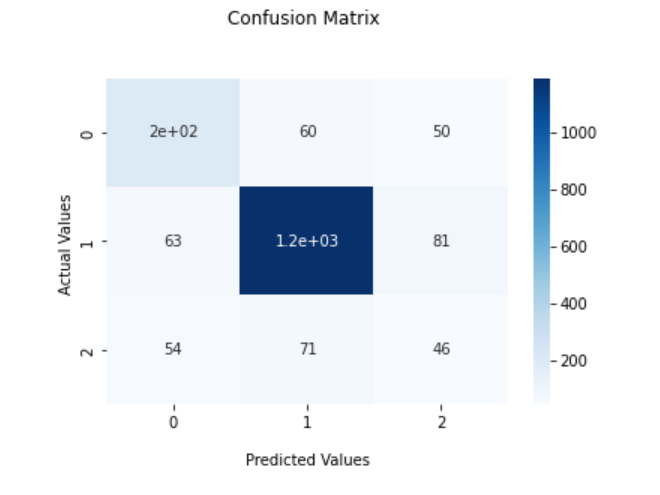 Confusion Matrix
Actual Values
0
2e+02 60 50
1
63 1.2e+03 81
2
54 71 46
0 1 2
Predicted Values
1000
800
600
400
200